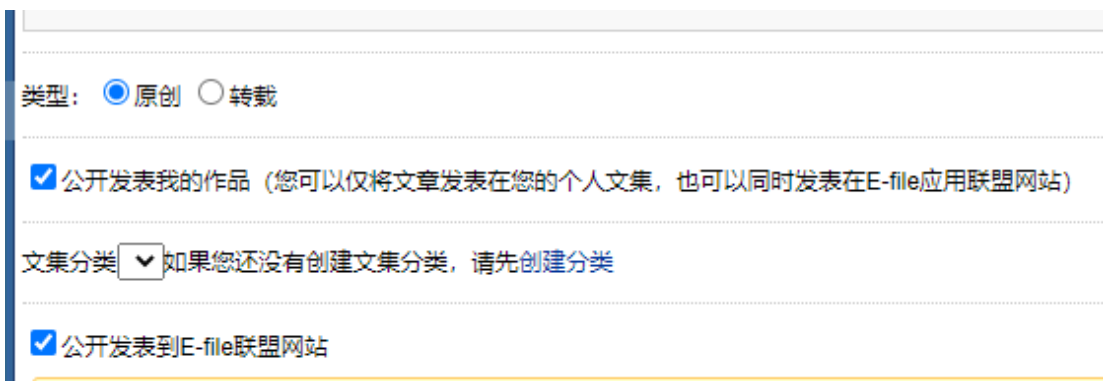 类型： 原创 转载
公开发表我的作品（您可以仅将文章发表在您的个人文集，也可以同时发表在E-file应用联盟网站）
文集分类 如果您还没有创建文集分类，请先创建分类
公开发表到E-file联盟网站